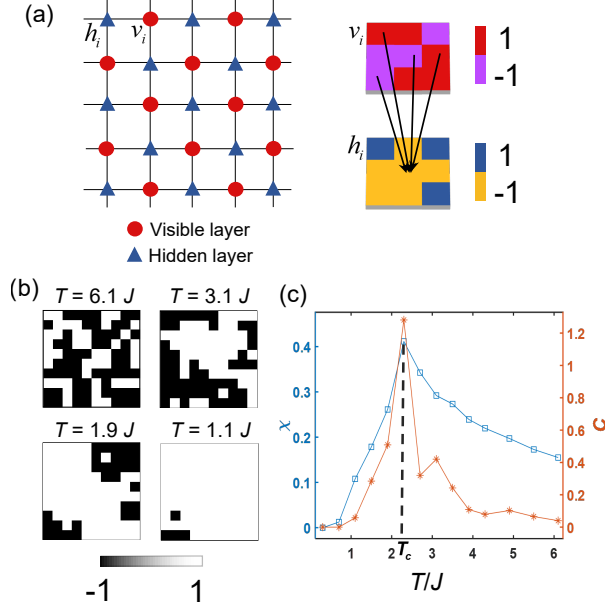 (a)
h_i
v_i
Visible layer
Hidden layer
v_i
1
-1
h_i
1
-1
(b)
T = 6.1 J
T = 3.1 J
T = 1.9 J
T = 1.1 J
-1
1
(c)
0.4
0.3
0.2
0.1
0
χ
1.2
1
0.8
0.6
0.4
0.2
0
C
1
2
T_c
3
4
5
6
T/J